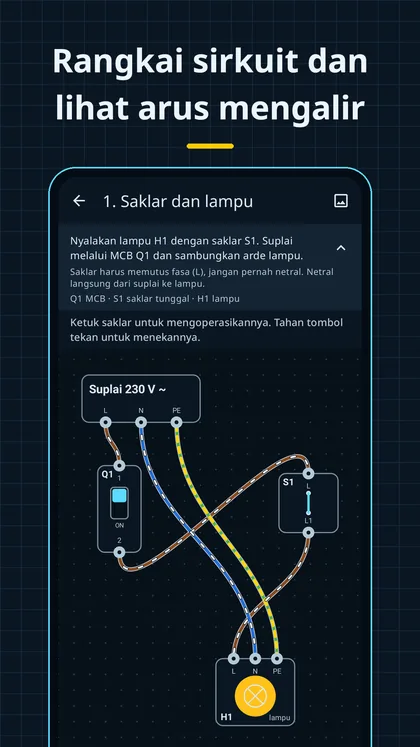 Rangkai sirkuit dan
lihat arus mengalir
1. Saklar dan lampu
Nyalakan lampu H1 dengan saklar S1. Suplai
melalui MCB Q1 dan sambungkan arde lampu.
Saklar harus memutus fasa (L), jangan pernah netral. Netral
langsung dari suplai ke lampu.
Q1 MCB · S1 saklar tunggal · H1 lampu
Ketuk saklar untuk mengoperasikannya. Tahan tombol
tekan untuk menekannya.
Suplai 230 V ~
L N PE
Q1 1
ON
2
S1 L
L1
L N PE
H1 lampu